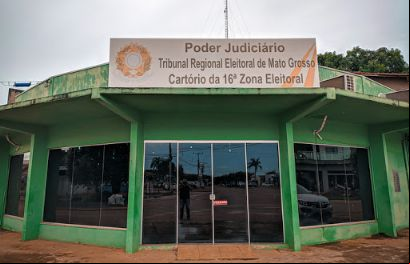 Poder Judiciário
Tribunal Regional Eleitoral de Mato Grosso
Cartório da 16ª Zona Eleitoral